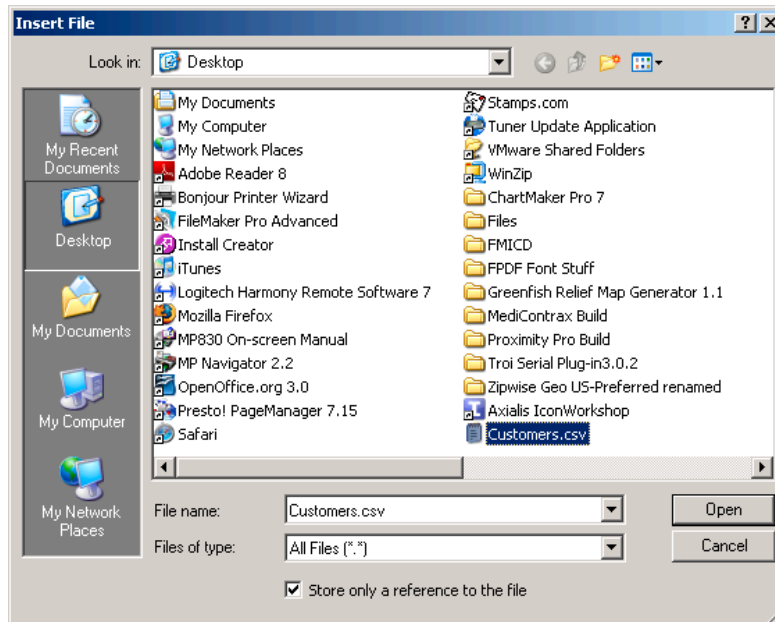 Insert File
Look in:
Desktop
My Recent
Documents
Desktop
My Documents
My Computer
My Network
Places
My Documents
My Computer
My Network Places
Adobe Reader 8
Bonjour Printer Wizard
FileMaker Pro Advanced
Install Creator
iTunes
Logitech Harmony Remote Software 7
Mozilla Firefox
MP830 On-screen Manual
MP Navigator 2.2
OpenOffice.org 3.0
Presto! PageManager 7.15
Safari
Stamps.com
Tuner Update Application
VMware Shared Folders
WinZip
ChartMaker Pro 7
Files
FMICD
FPDF Font Stuff
Greenfish Relief Map Generator 1.1
MediContrax Build
Proximity Pro Build
Troi Serial Plug-in3.0.2
Zipwise Geo US-Preferred renamed
Axialis IconWorkshop
Customers.csv
File name:
Customers.csv
Open
Files of type:
All Files (*.*)
Cancel
Store only a reference to the file